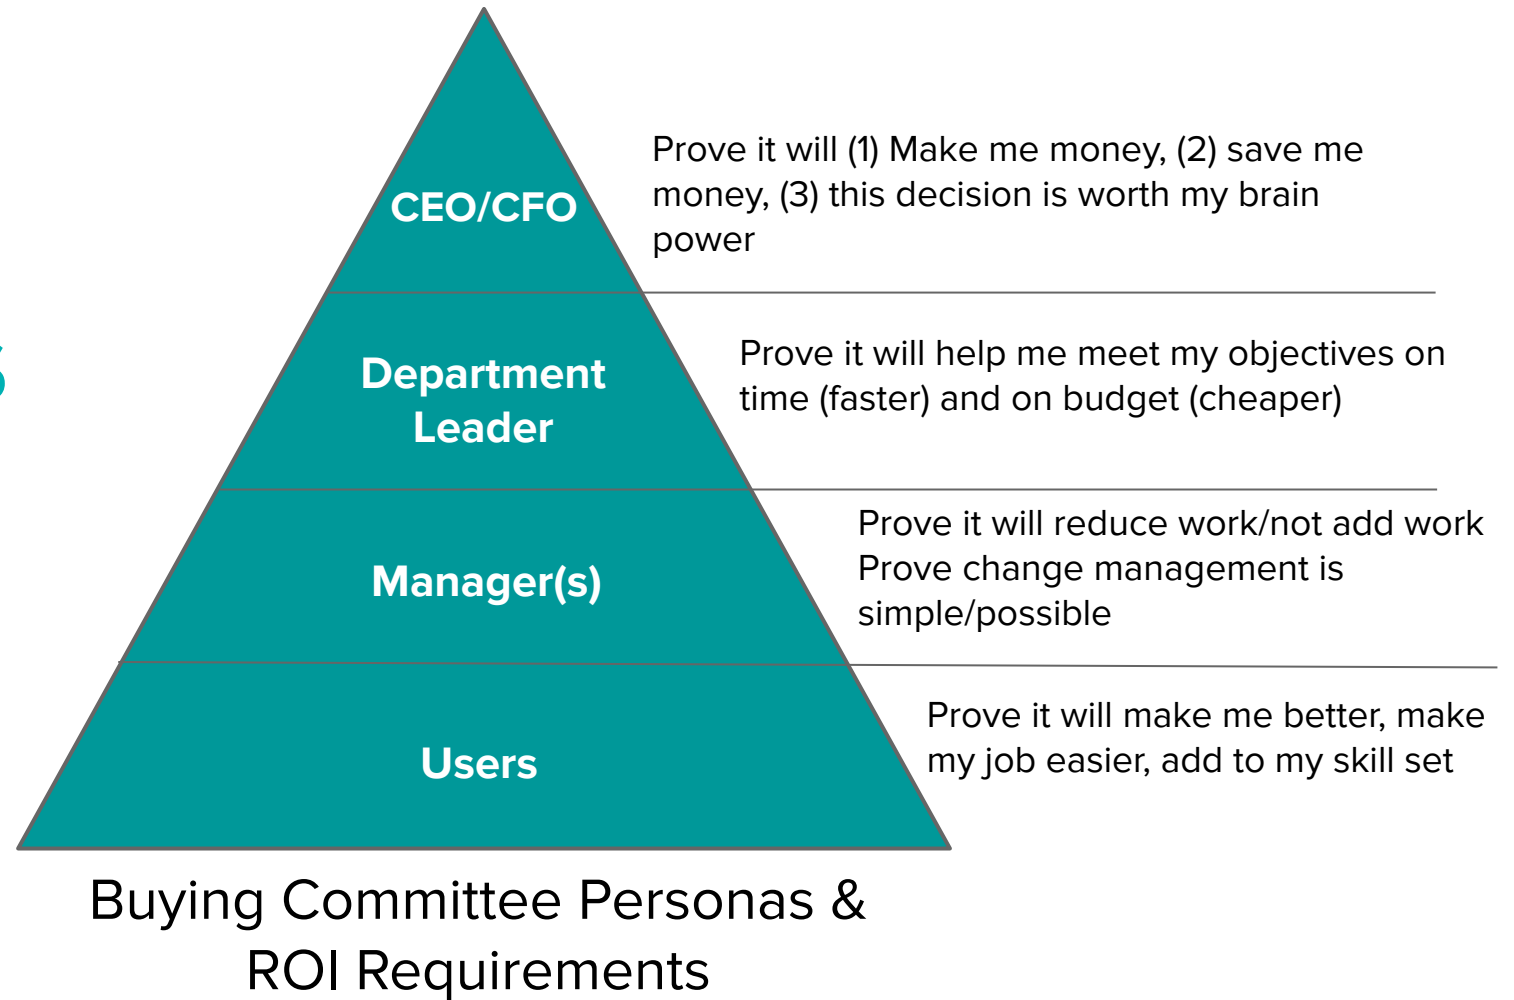 Prove it will (1) Make me money, (2) save me
money, (3) this decision is worth my brain
power
CEO/CFO
Prove it will help me meet my objectives on
time (faster) and on budget (cheaper)
Department
Leader
Prove it will reduce work/not add work
Prove change management is
simple/possible
Manager(s)
Prove it will make me better, make
my job easier, add to my skill set
Users
Buying Committee Personas &
ROI Requirements